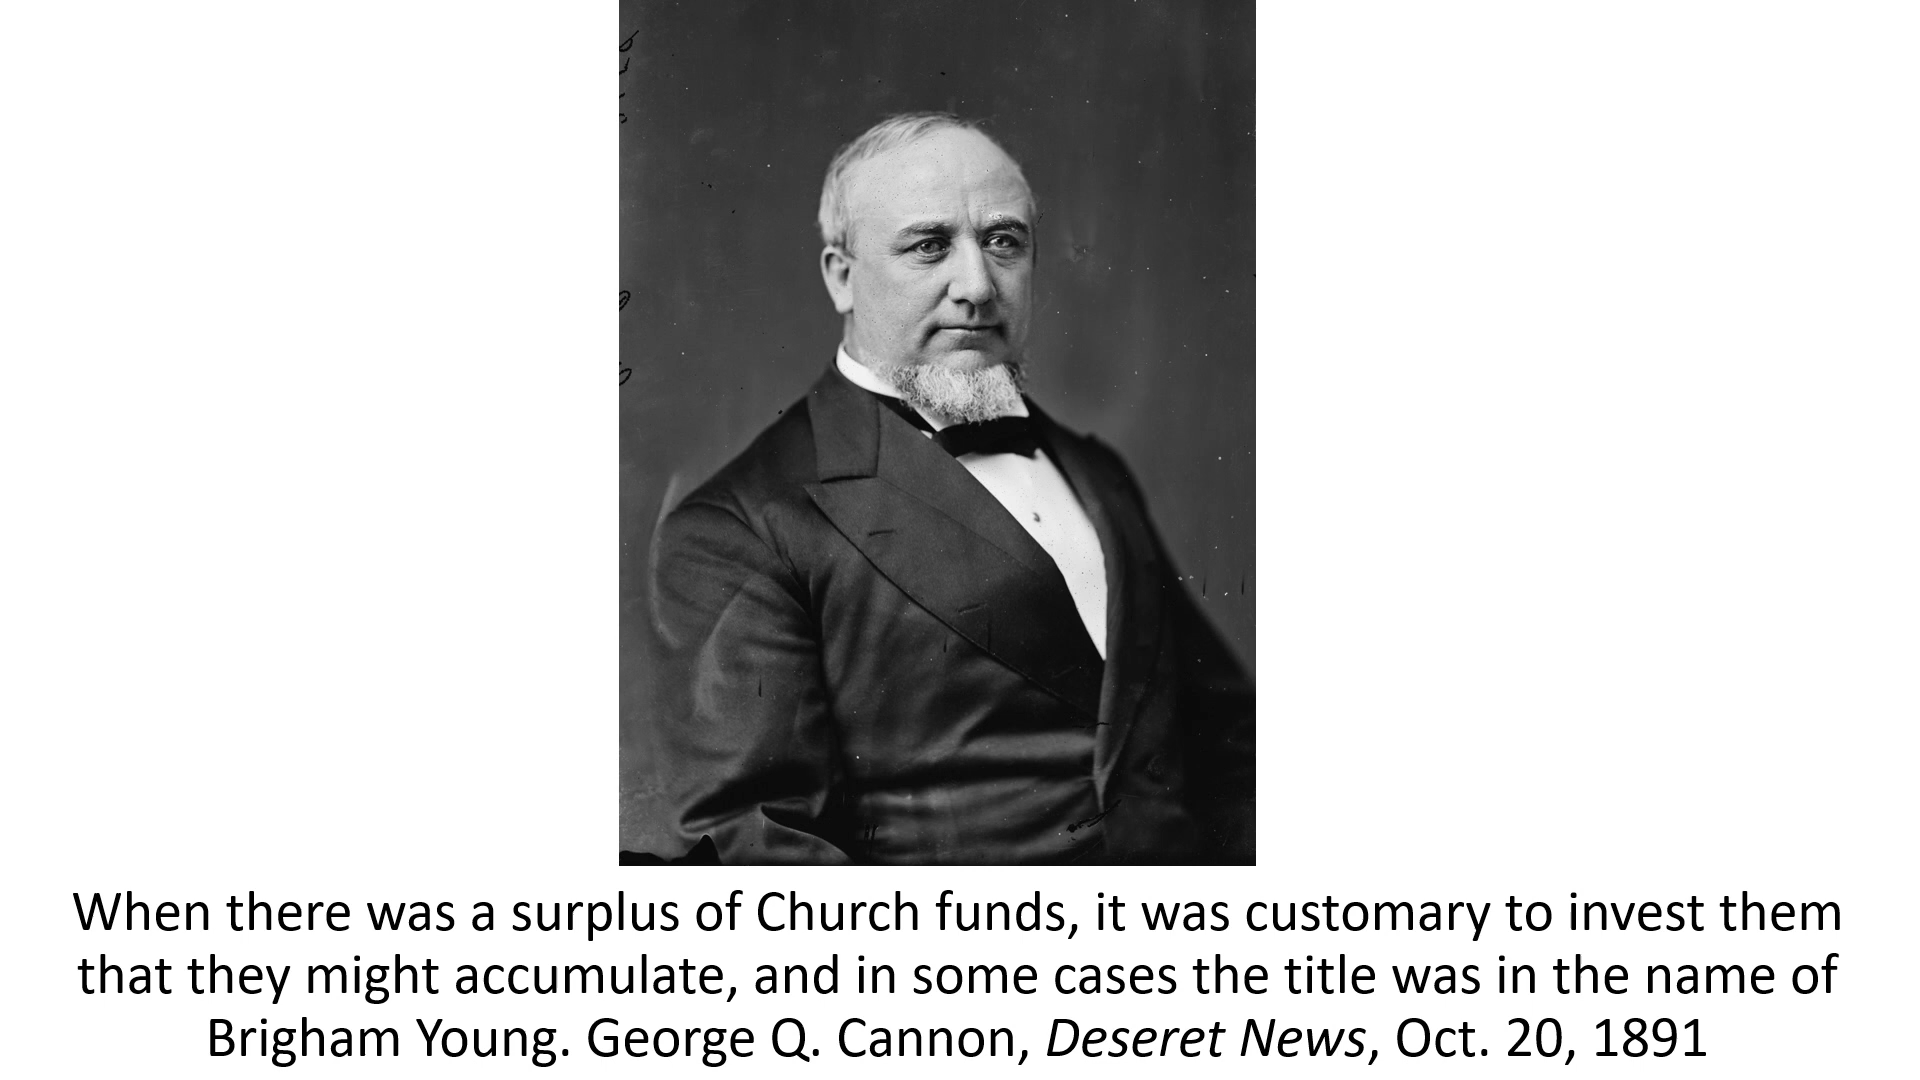 When there was a surplus of Church funds, it was customary to invest them
that they might accumulate, and in some cases the title was in the name of
Brigham Young. George Q. Cannon, Deseret News, Oct. 20, 1891